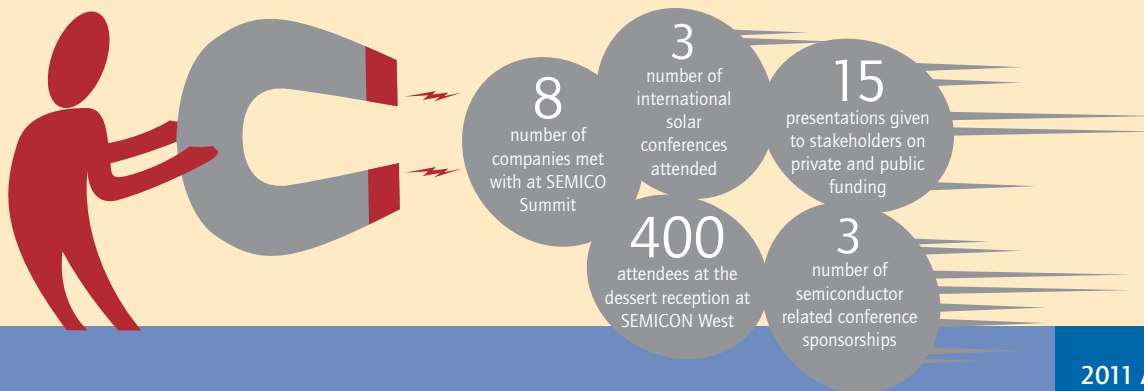 8
number of
companies met
with at SEMICO
Summit
3
number of
international
solar
conferences
attended
15
presentations given
to stakeholders on
private and public
funding
400
attendees at the
dessert reception at
SEMICON West
3
number of
semiconductor
related conference
sponsorships
2011